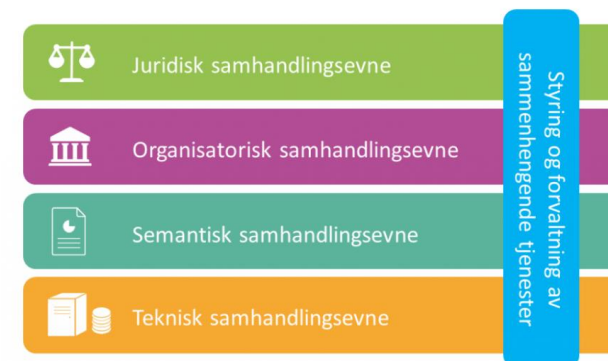 Juridisk samhandlingsevne
Organisatorisk samhandlingsevne
Semantisk samhandlingsevne
Teknisk samhandlingsevne
Styring og forvaltning av
sammenhengende tjenester